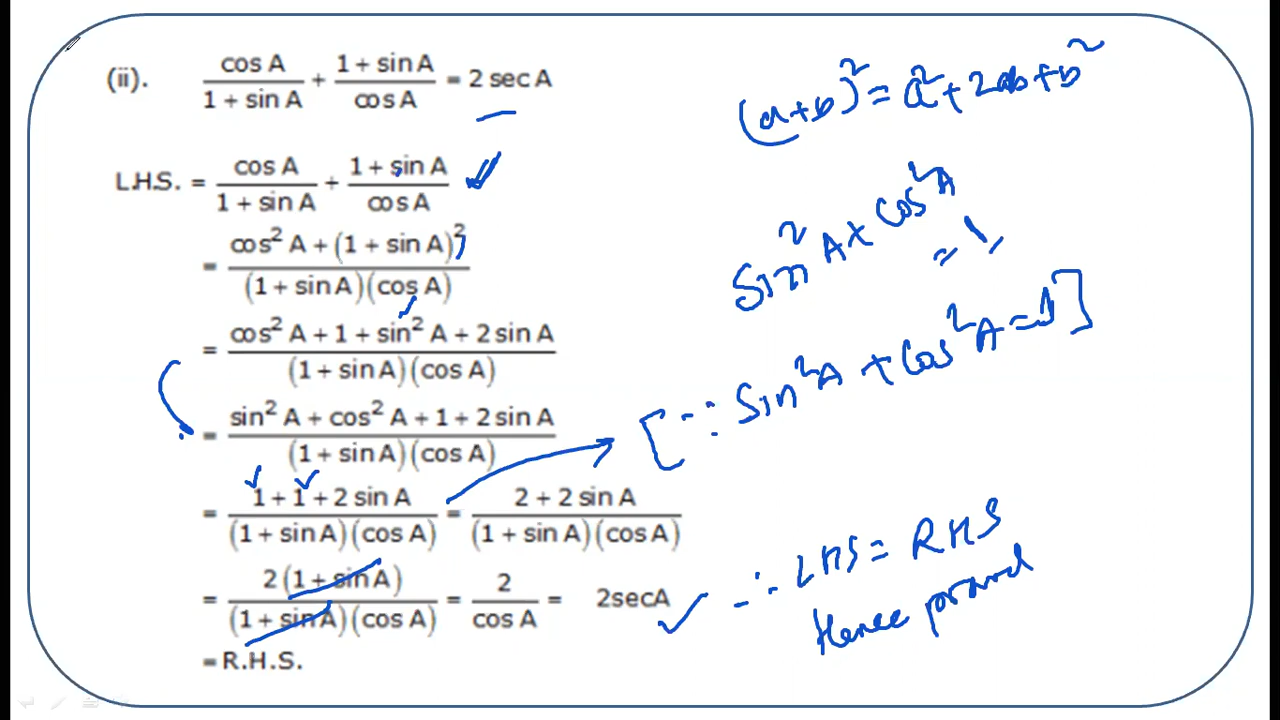 (ii). cos A / 1 + sin A + 1 + sin A / cos A = 2 sec A
L.H.S. = cos A / 1 + sin A + 1 + sin A / cos A
= cos² A + (1 + sin A)² / (1 + sin A)(cos A)
= cos² A + 1 + sin² A + 2 sin A / (1 + sin A)(cos A)
= sin² A + cos² A + 1 + 2 sin A / (1 + sin A)(cos A)
= 1 + 1 + 2 sin A / (1 + sin A)(cos A) = 2 + 2 sin A / (1 + sin A)(cos A)
= 2 (1 + sin A) / (1 + sin A)(cos A) = 2 / cos A = 2secA
= R.H.S.
(a+b)² = a² + 2ab + b²
Sin² A + Cos² A
= 1
[∵ Sin² A + Cos² A = 1]
∴ LHS = RHS
Hence proved